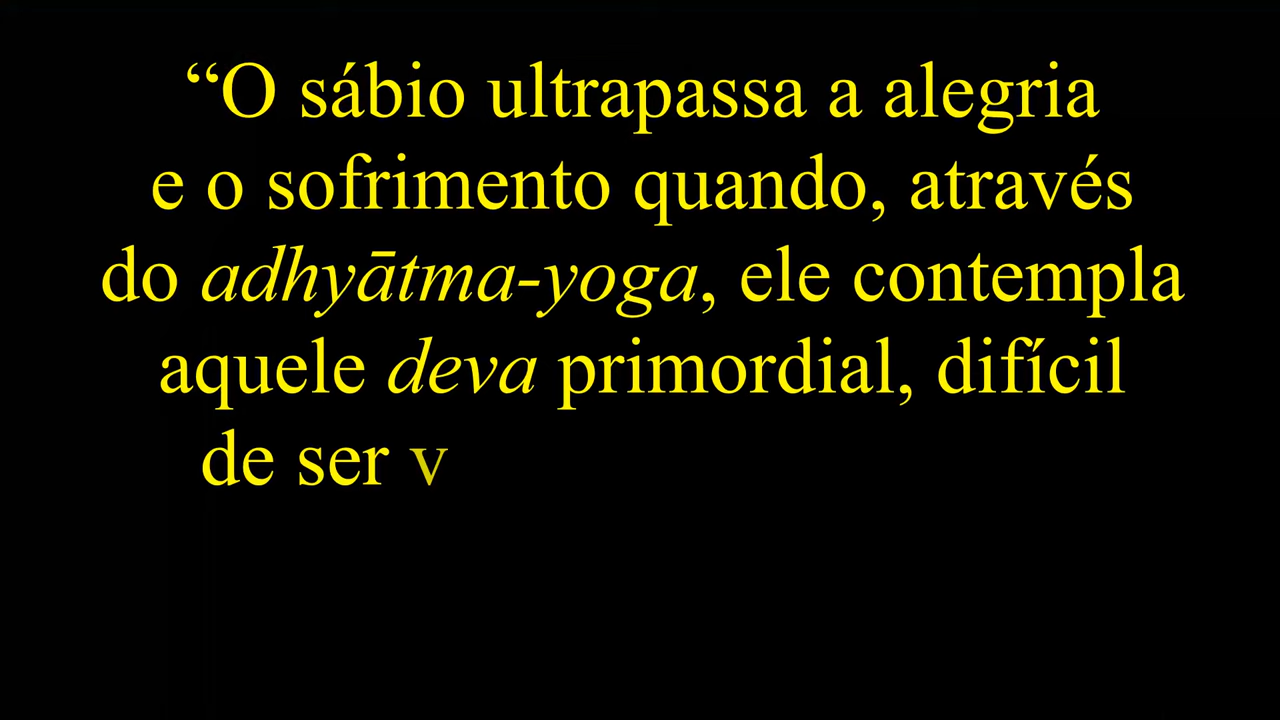 “O sábio ultrapassa a alegria
e o sofrimento quando, através
do adhyātma-yoga, ele contempla
aquele deva primordial, difícil
de ser v